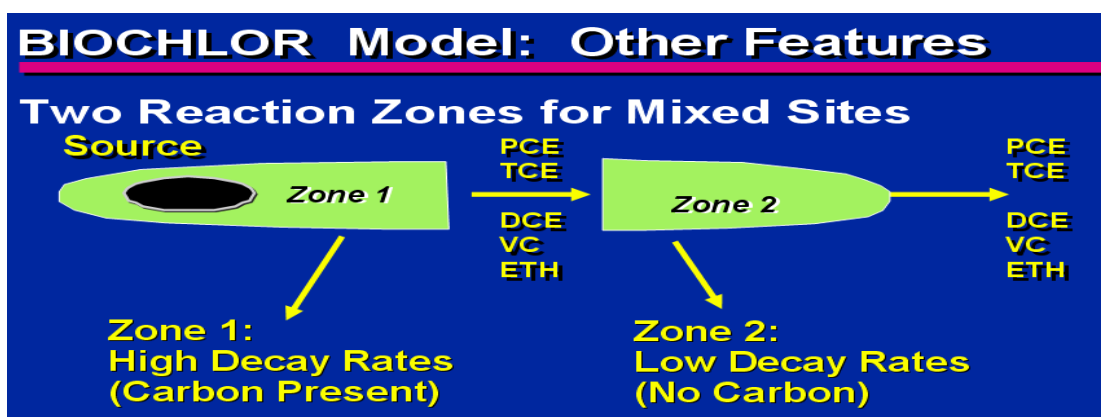 BIOCHLOR Model: Other Features
Two Reaction Zones for Mixed Sites
Source
Zone 1
PCE
TCE
DCE
VC
ETH
Zone 2
PCE
TCE
DCE
VC
ETH
Zone 1:
High Decay Rates
(Carbon Present)
Zone 2:
Low Decay Rates
(No Carbon)